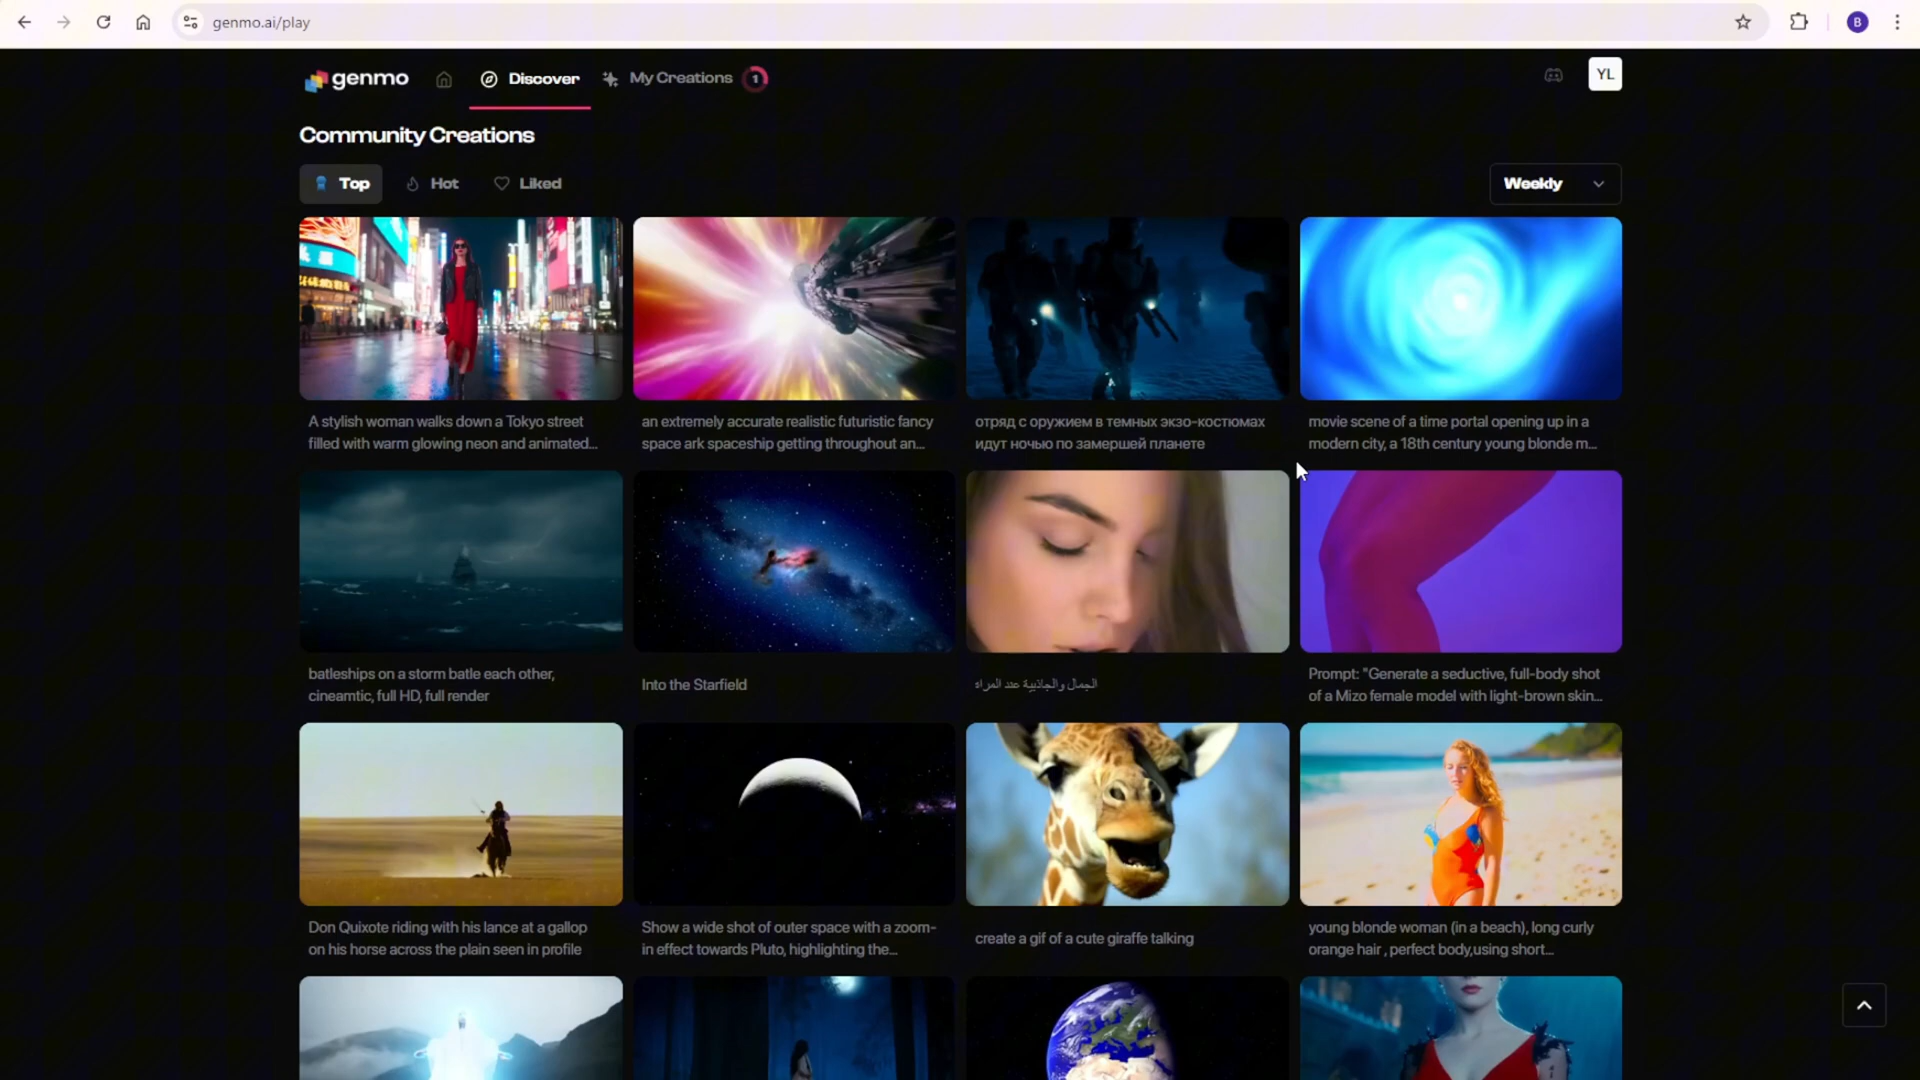 genmo.ai/play
B
genmo
Discover
My Creations
1
YL
Community Creations
Top
Hot
Liked
Weekly
A stylish woman walks down a Tokyo street
filled with warm glowing neon and animated...
an extremely accurate realistic futuristic fancy
space ark spaceship getting throughout an...
отряд с оружием в темных экзо-костюмах
идут ночью по замершей планете
movie scene of a time portal opening up in a
modern city, a 18th century young blonde m...
batleships on a storm batle each other,
cineamtic, full HD, full render
Into the Starfield
الجمال والجاذبية عند المراه
Prompt: "Generate a seductive, full-body shot
of a Mizo female model with light-brown skin...
Don Quixote riding with his lance at a gallop
on his horse across the plain seen in profile
Show a wide shot of outer space with a zoom-
in effect towards Pluto, highlighting the...
create a gif of a cute giraffe talking
young blonde woman (in a beach), long curly
orange hair , perfect body,using short...